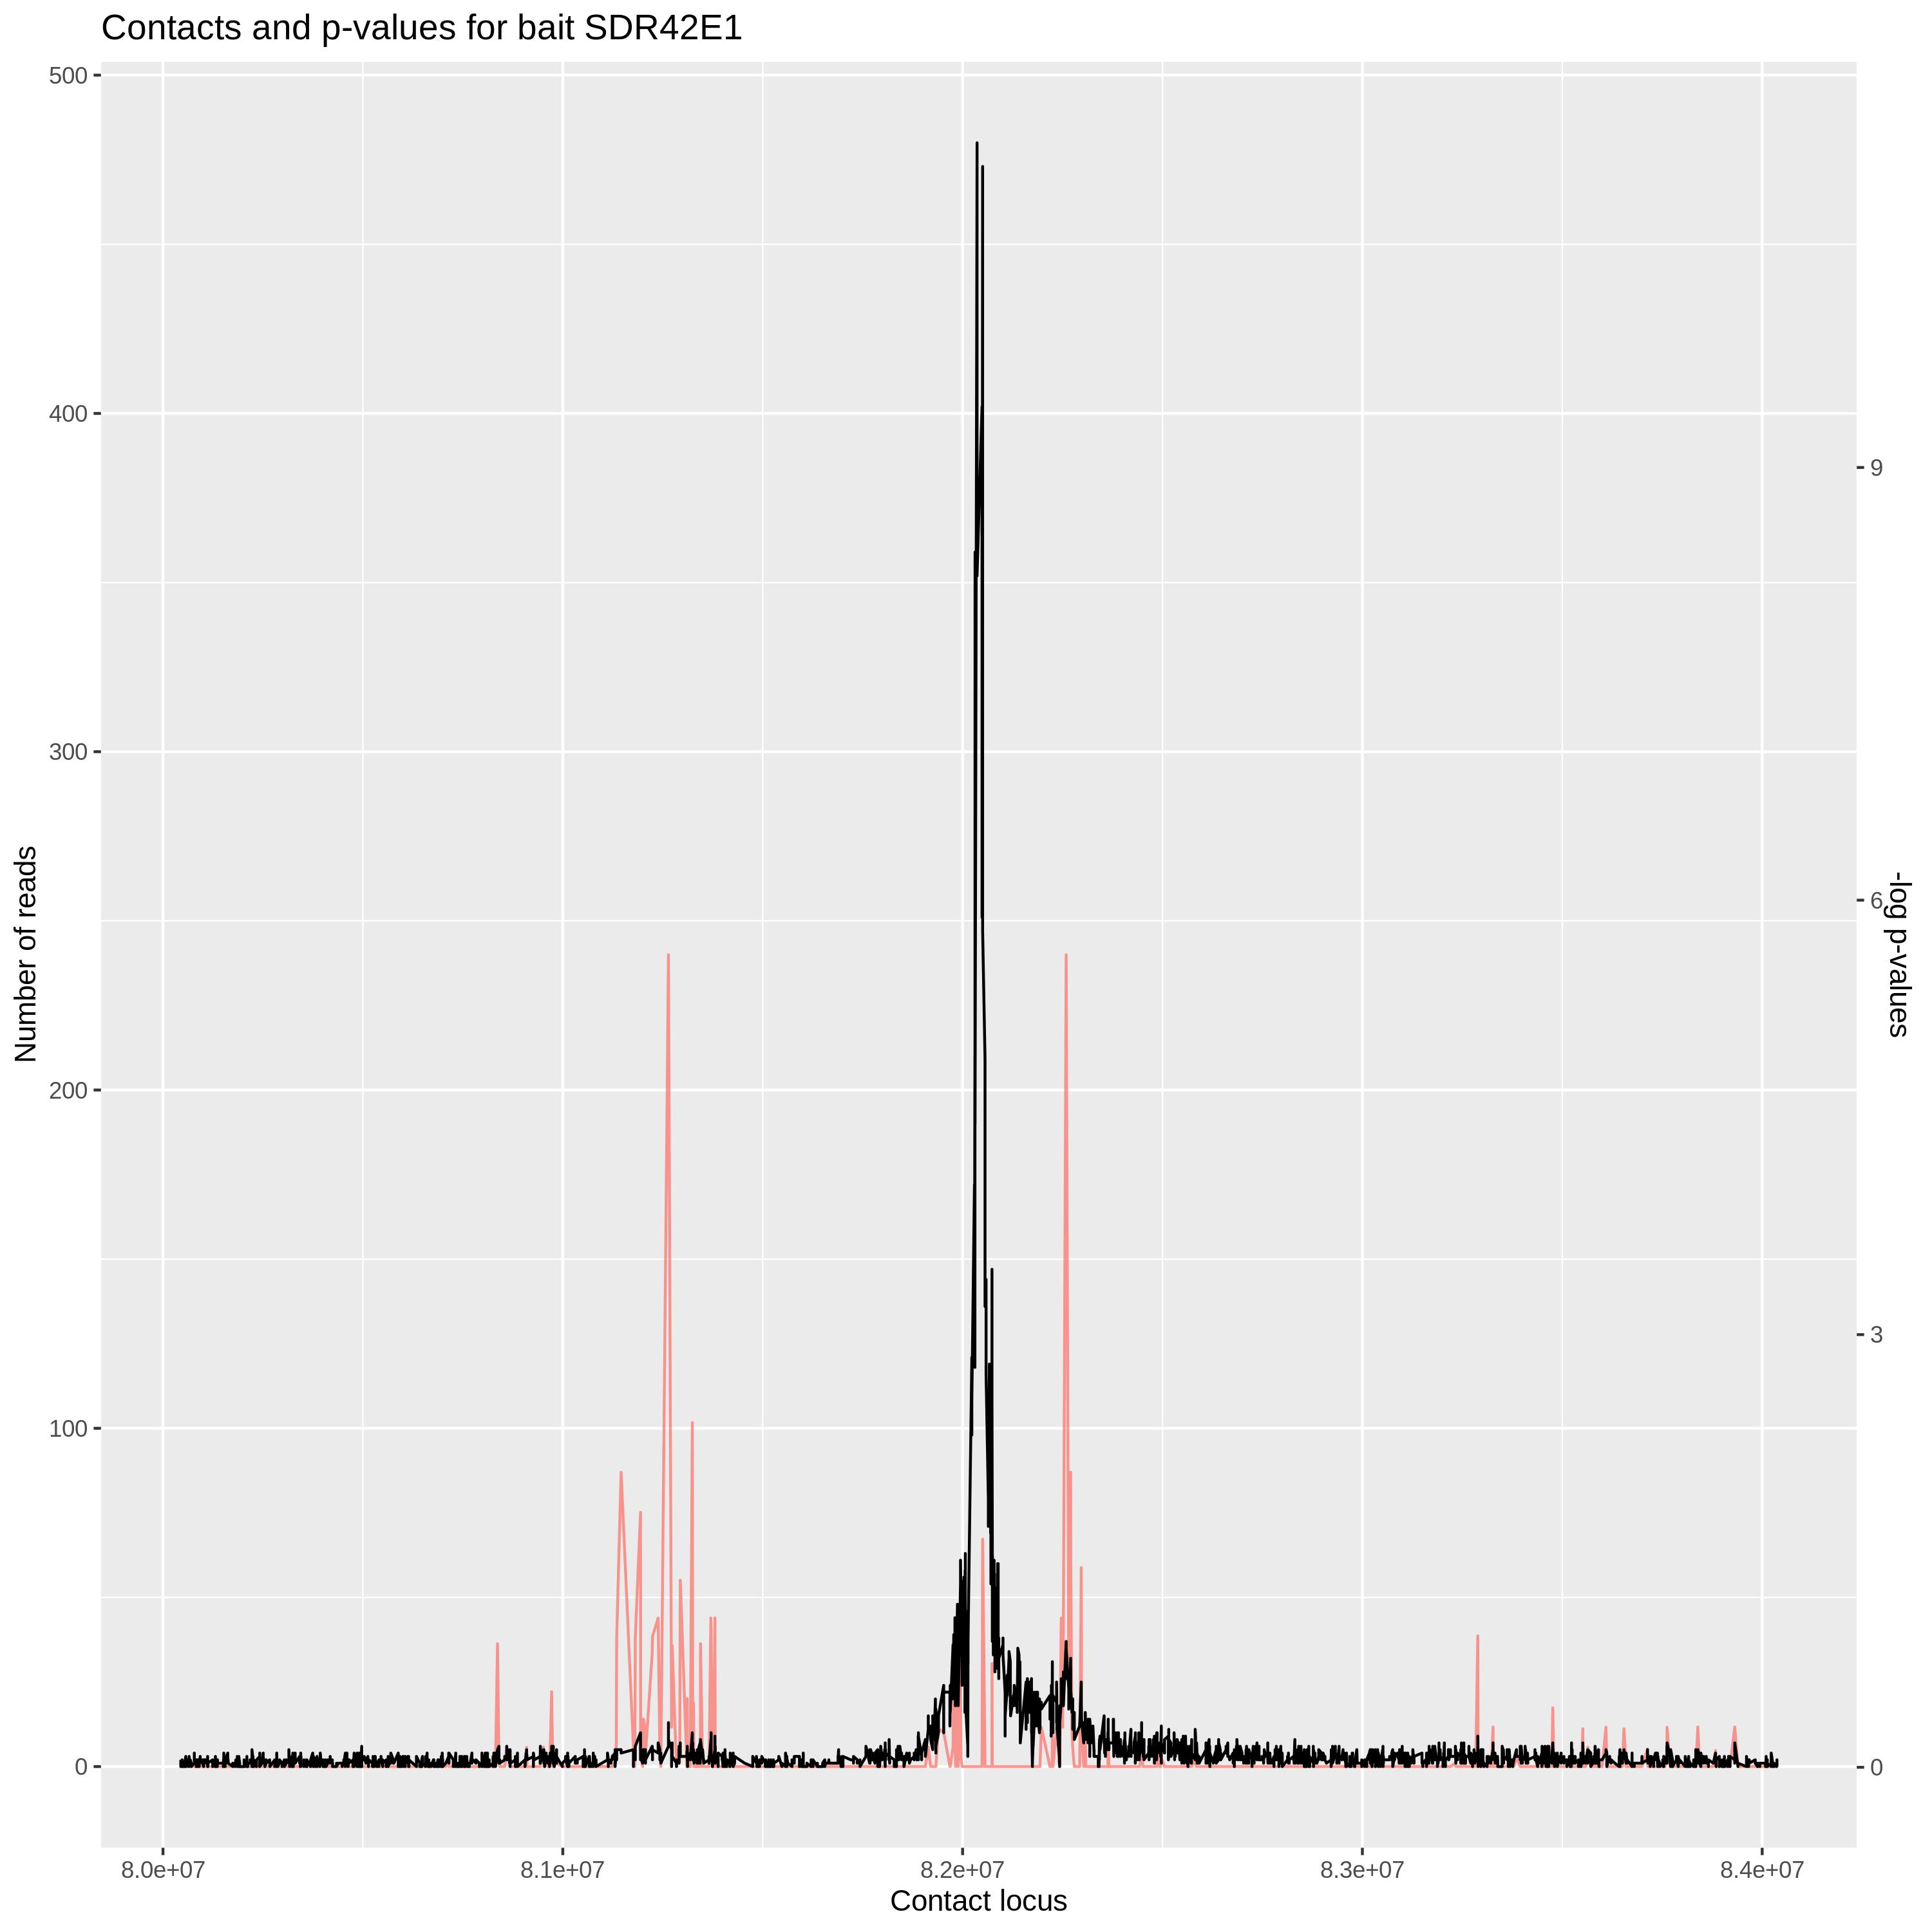 Contacts and p-values for bait SDR42E1
500
400
300
200
100
0
Number of reads
9
6
3
0
-log p-values
8.0e+07 8.1e+07 8.2e+07 8.3e+07 8.4e+07
Contact locus